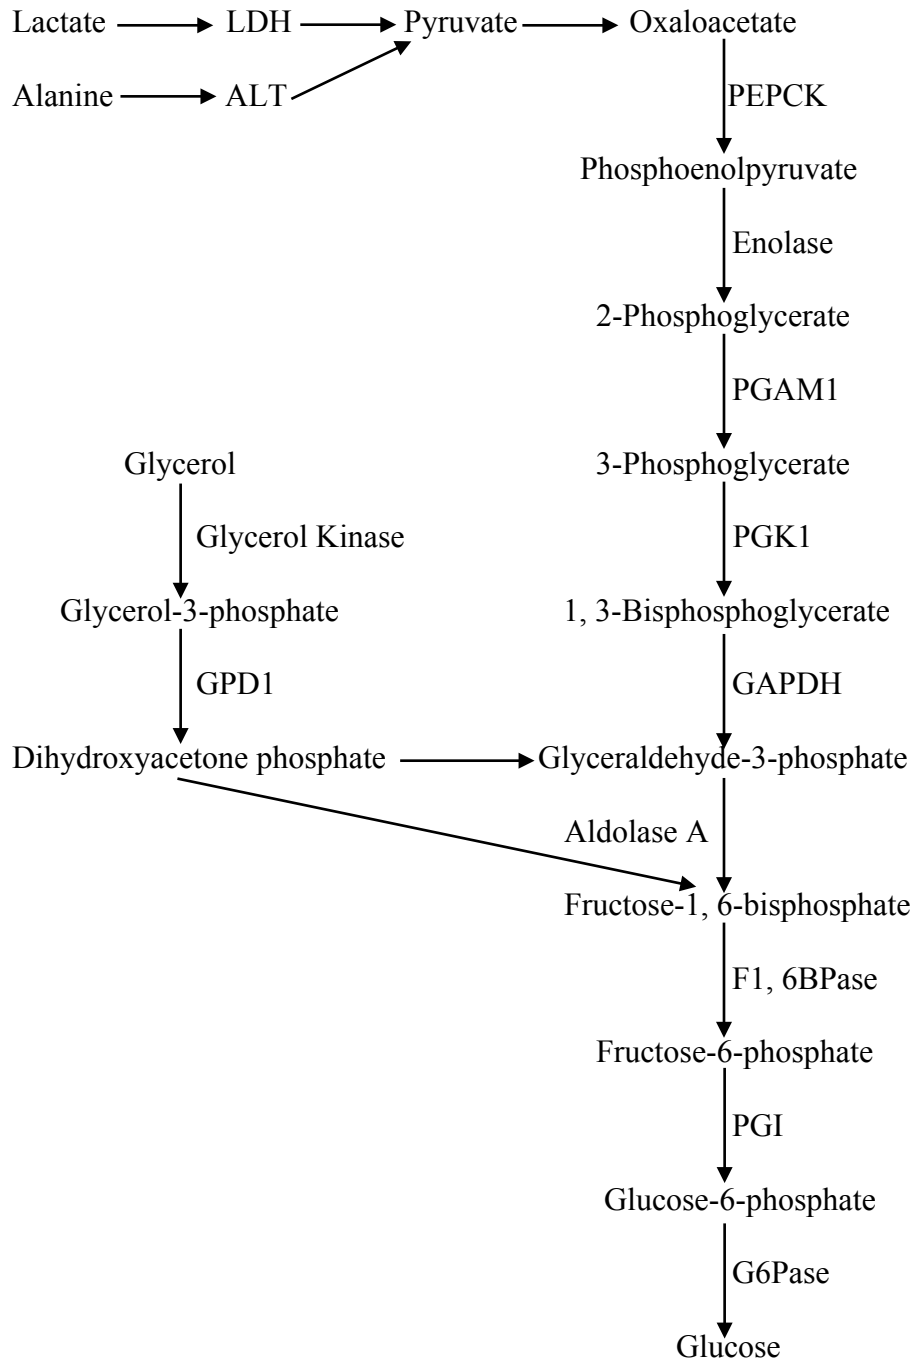 Lactate LDH Pyruvate Oxaloacetate
Alanine ALT PEPCK
Phosphoenolpyruvate
Enolase
2-Phosphoglycerate
PGAM1
Glycerol 3-Phosphoglycerate
Glycerol Kinase PGK1
Glycerol-3-phosphate 1, 3-Bisphosphoglycerate
GPD1 GAPDH
Dihydroxyacetone phosphate Glyceraldehyde-3-phosphate
Aldolase A
Fructose-1, 6-bisphosphate
F1, 6BPase
Fructose-6-phosphate
PGI
Glucose-6-phosphate
G6Pase
Glucose